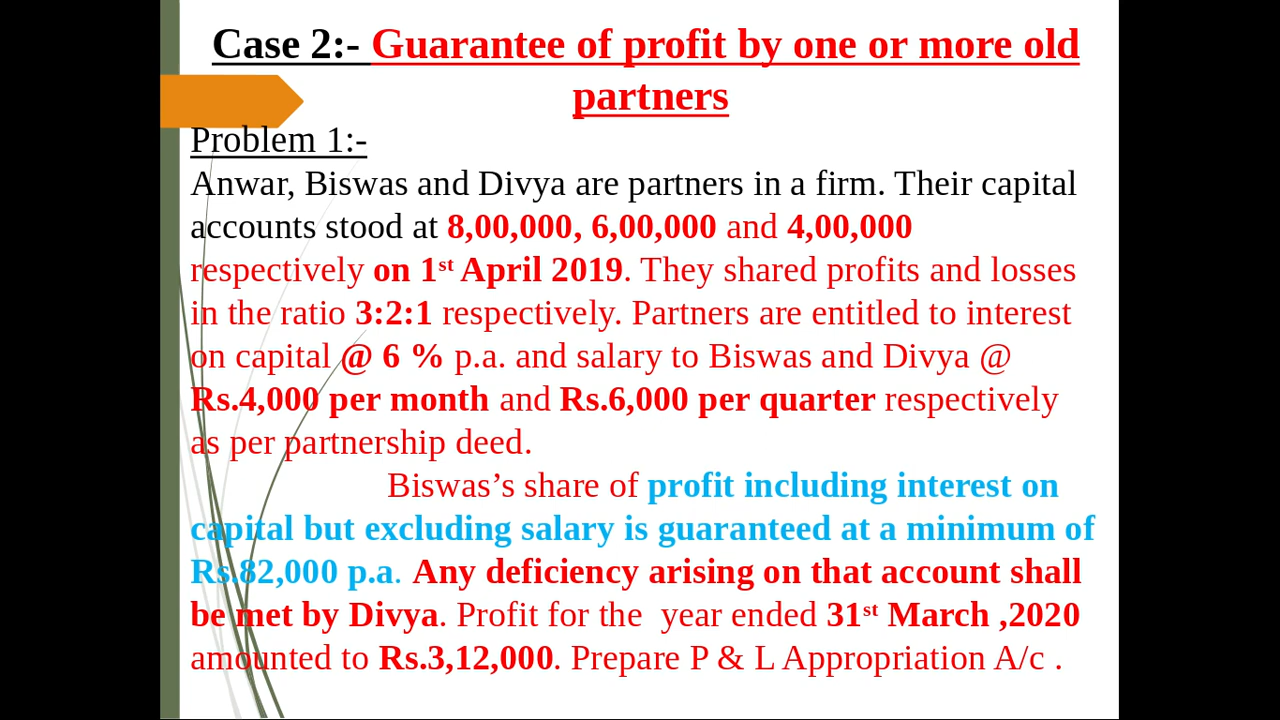 Case 2:- Guarantee of profit by one or more old
partners
Problem 1:-
Anwar, Biswas and Divya are partners in a firm. Their capital
accounts stood at 8,00,000, 6,00,000 and 4,00,000
respectively on 1st April 2019. They shared profits and losses
in the ratio 3:2:1 respectively. Partners are entitled to interest
on capital @ 6 % p.a. and salary to Biswas and Divya @
Rs.4,000 per month and Rs.6,000 per quarter respectively
as per partnership deed.
Biswas’s share of profit including interest on
capital but excluding salary is guaranteed at a minimum of
Rs.82,000 p.a. Any deficiency arising on that account shall
be met by Divya. Profit for the year ended 31st March ,2020
amounted to Rs.3,12,000. Prepare P & L Appropriation A/c .